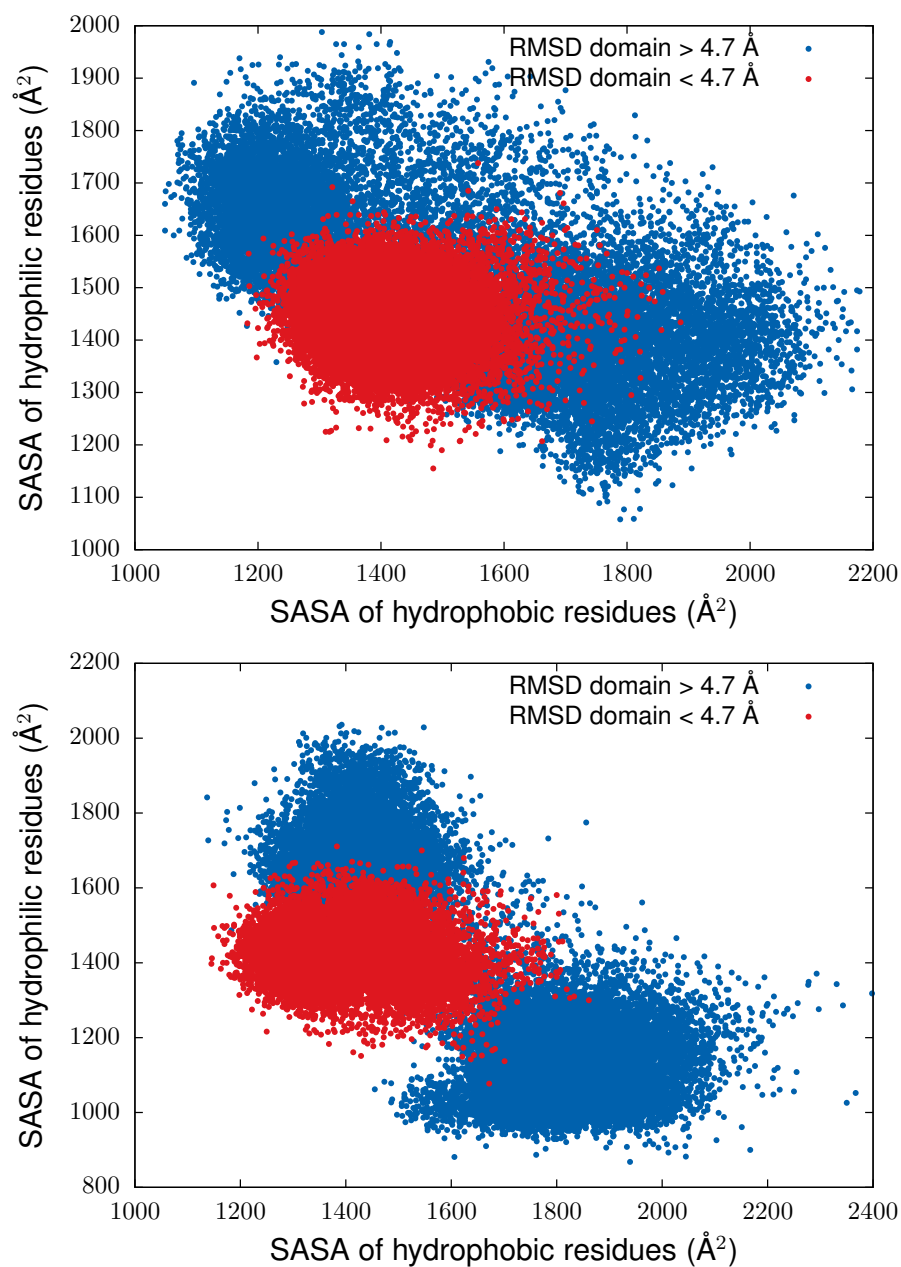 2000
1900
1800
1700
1600
1500
1400
1300
1200
1100
1000
SASA of hydrophilic residues (Å²)
RMSD domain > 4.7 Å
RMSD domain < 4.7 Å
1000 1200 1400 1600 1800 2000 2200
SASA of hydrophobic residues (Å²)
2200
2000
1800
1600
1400
1200
1000
800
SASA of hydrophilic residues (Å²)
RMSD domain > 4.7 Å
RMSD domain < 4.7 Å
1000 1200 1400 1600 1800 2000 2200 2400
SASA of hydrophobic residues (Å²)